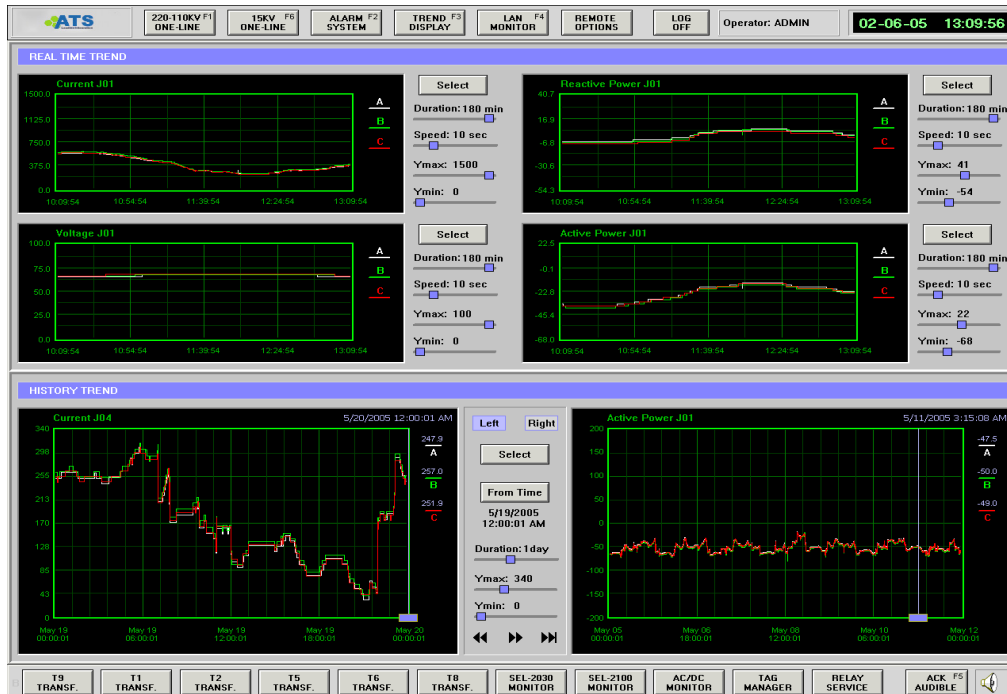 ATS
220-110KV F1 ONE-LINE
15KV F6 ONE-LINE
ALARM F2 SYSTEM
TREND F3 DISPLAY
LAN F4 MONITOR
REMOTE OPTIONS
LOG OFF
Operator: ADMIN
02-06-05 13:09:56
REAL TIME TREND
Current J01
1500.0
1125.0
750.0
375.0
0.0
10:09:54 10:54:54 11:39:54 12:24:54 13:09:54
A
B
C
Select
Duration: 180 min
Speed: 10 sec
Ymax: 1500
Ymin: 0
Reactive Power J01
40.7
16.9
-6.8
-30.6
-54.3
10:09:54 10:54:54 11:39:54 12:24:54 13:09:54
A
B
C
Select
Duration: 180 min
Speed: 10 sec
Ymax: 41
Ymin: -54
Voltage J01
100.0
75.0
50.0
25.0
0.0
10:09:54 10:54:54 11:39:54 12:24:54 13:09:54
A
B
C
Select
Duration: 180 min
Speed: 10 sec
Ymax: 100
Ymin: 0
Active Power J01
22.5
-0.1
-22.8
-45.4
-68.0
10:09:54 10:54:54 11:39:54 12:24:54 13:09:54
A
B
C
Select
Duration: 180 min
Speed: 10 sec
Ymax: 22
Ymin: -68
HISTORY TREND
Current J04 5/20/2005 12:00:01 AM
340
298
255
213
170
128
85
43
0
May 19 00:00:01
May 19 06:00:01
May 19 12:00:01
May 19 18:00:01
May 20 00:00:01
247.9
A
257.0
B
251.9
C
Left Right
Select
From Time
5/19/2005
12:00:01 AM
Duration: 1day
Ymax: 340
Ymin: 0
Active Power J01 5/11/2005 3:15:08 AM
200
150
100
50
0
-50
-100
-150
-200
May 05 00:00:01
May 06 18:00:01
May 08 12:00:01
May 10 06:00:01
May 12 00:00:01
-47.5
A
-50.0
B
-49.0
C
T9 TRANSF.
T1 TRANSF.
T2 TRANSF.
T5 TRANSF.
T6 TRANSF.
T8 TRANSF.
SEL-2030 MONITOR
SEL-2100 MONITOR
AC/DC MONITOR
TAG MANAGER
RELAY SERVICE
ACK F5 AUDIBLE